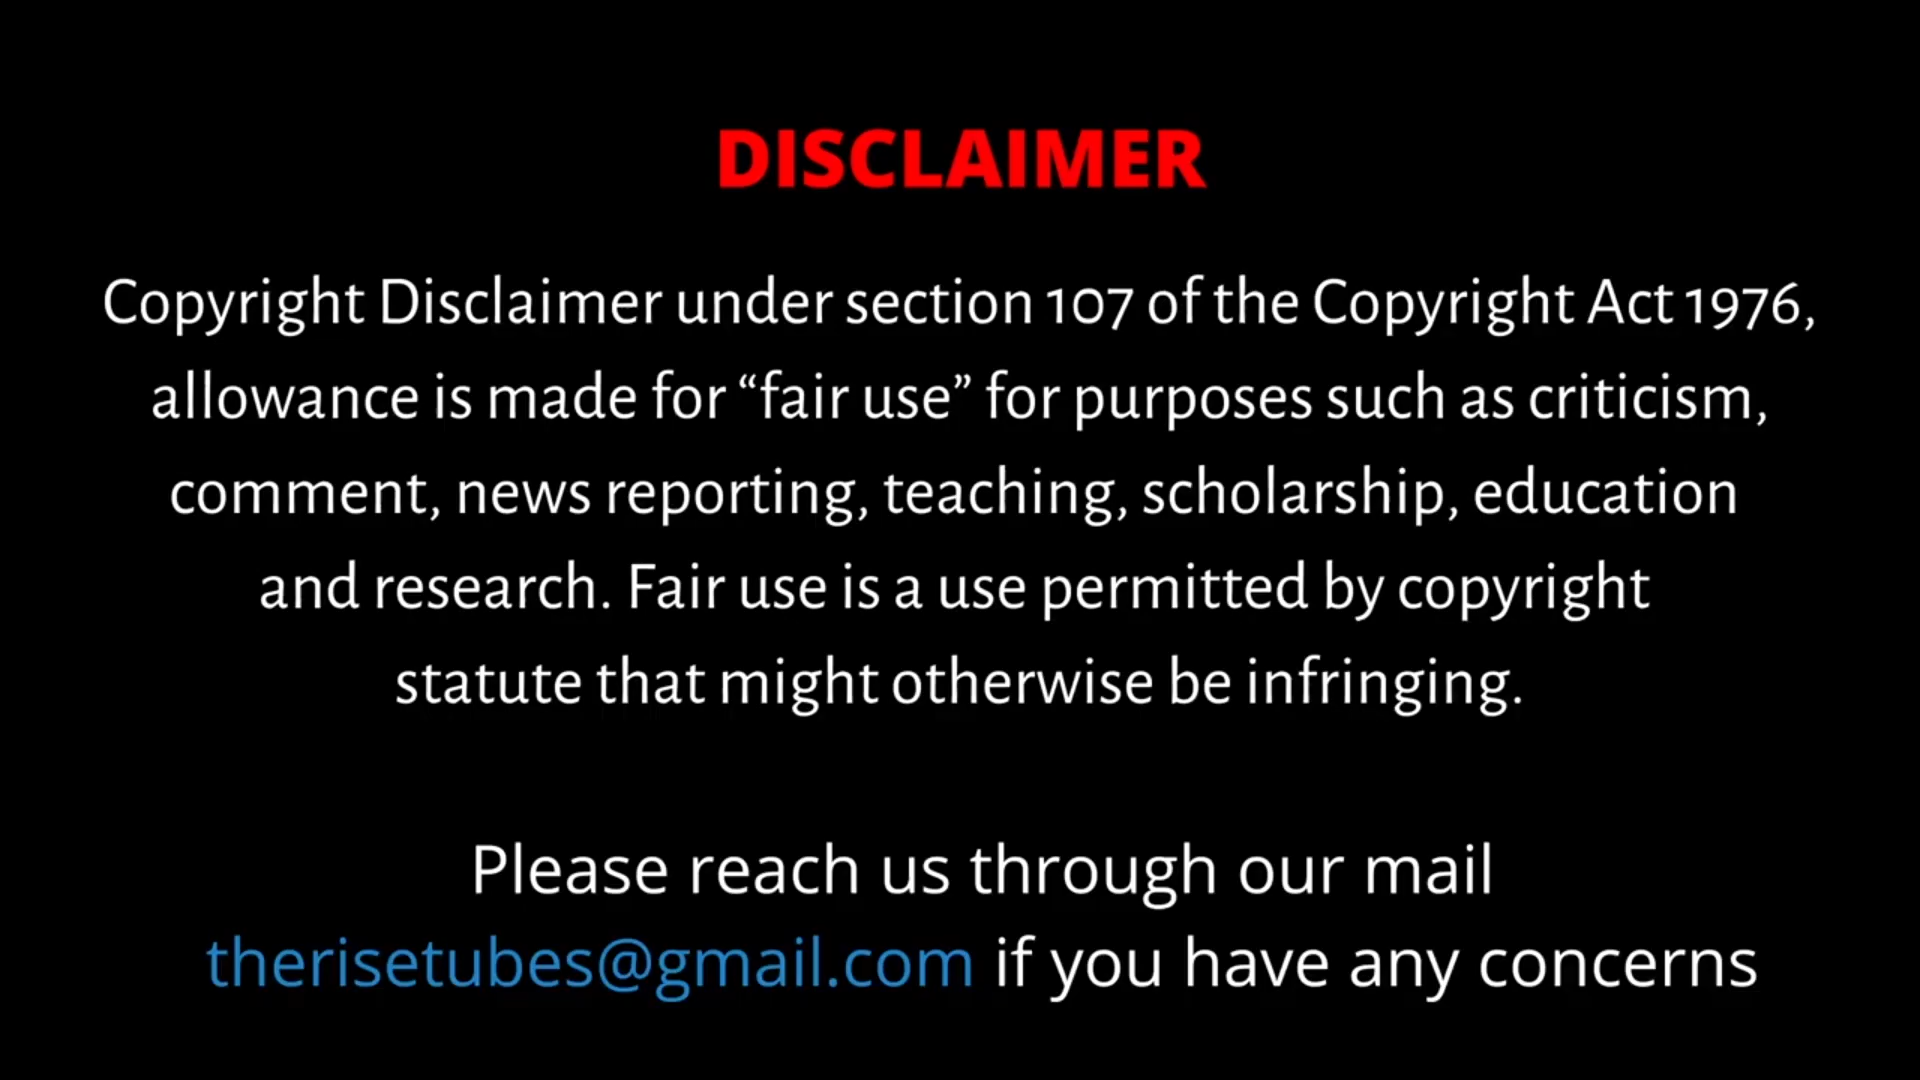 DISCLAIMER
Copyright Disclaimer under section 107 of the Copyright Act 1976,
allowance is made for “fair use” for purposes such as criticism,
comment, news reporting, teaching, scholarship, education
and research. Fair use is a use permitted by copyright
statute that might otherwise be infringing.
Please reach us through our mail
therisetubes@gmail.com if you have any concerns